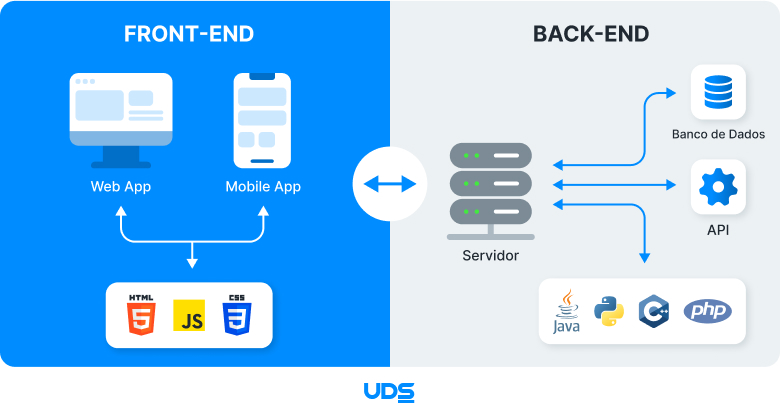 FRONT-END
BACK-END
Web App
Mobile App
HTML
5
JS
CSS
3
Servidor
Banco de Dados
API
Java
C++
php
UDS